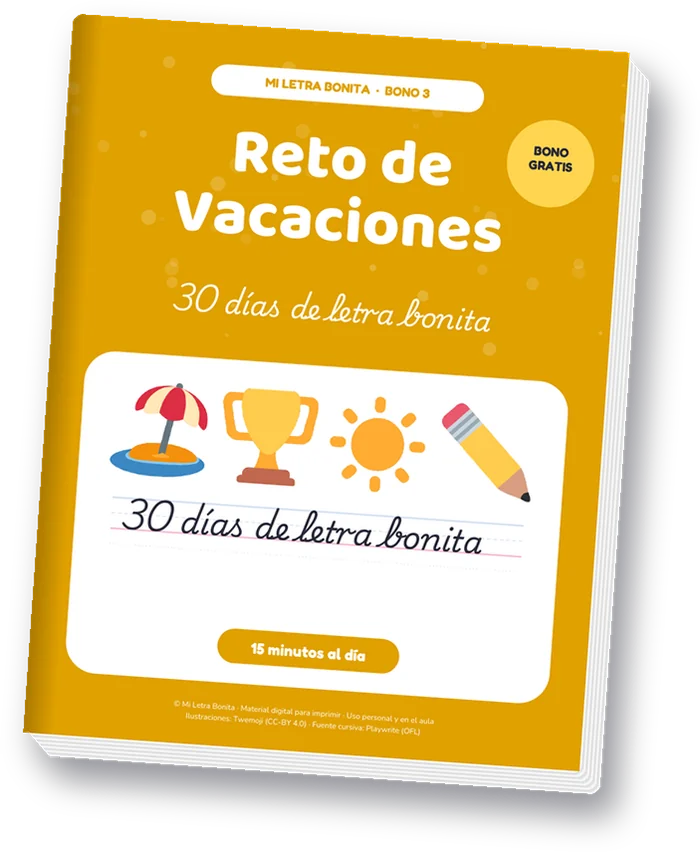 MI LETRA BONITA · BONO 3
BONO
GRATIS
Reto de
Vacaciones
30 días de letra bonita
30 días de letra bonita
15 minutos al día
© Mi Letra Bonita · Material digital para imprimir · Uso personal y en el aula
Ilustraciones: Twemoji (CC-BY 4.0) · Fuente cursiva: Playwrite (OFL)